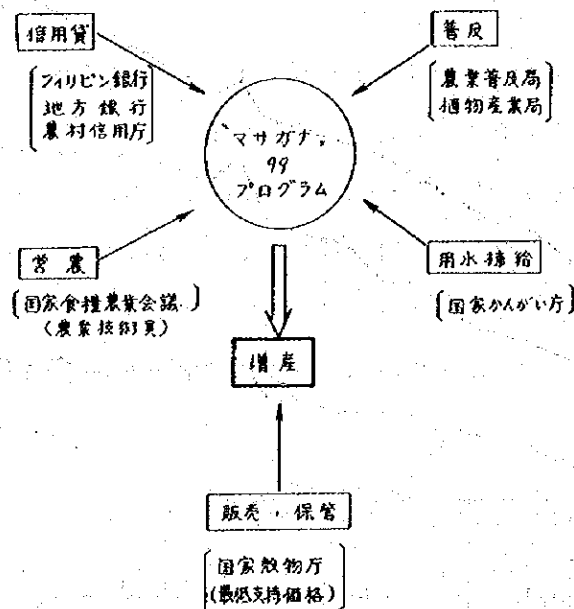 信用貸
フィリピン銀行
地方銀行
農村信用庁
普及
農業普及局
植物産業局
"マサガナ"
99
プログラム
営農
国家食糧農業会議
(農業技術員)
用水補給
国家かんがい庁
増産
販売・保管
国家穀物庁
(最低支持価格)